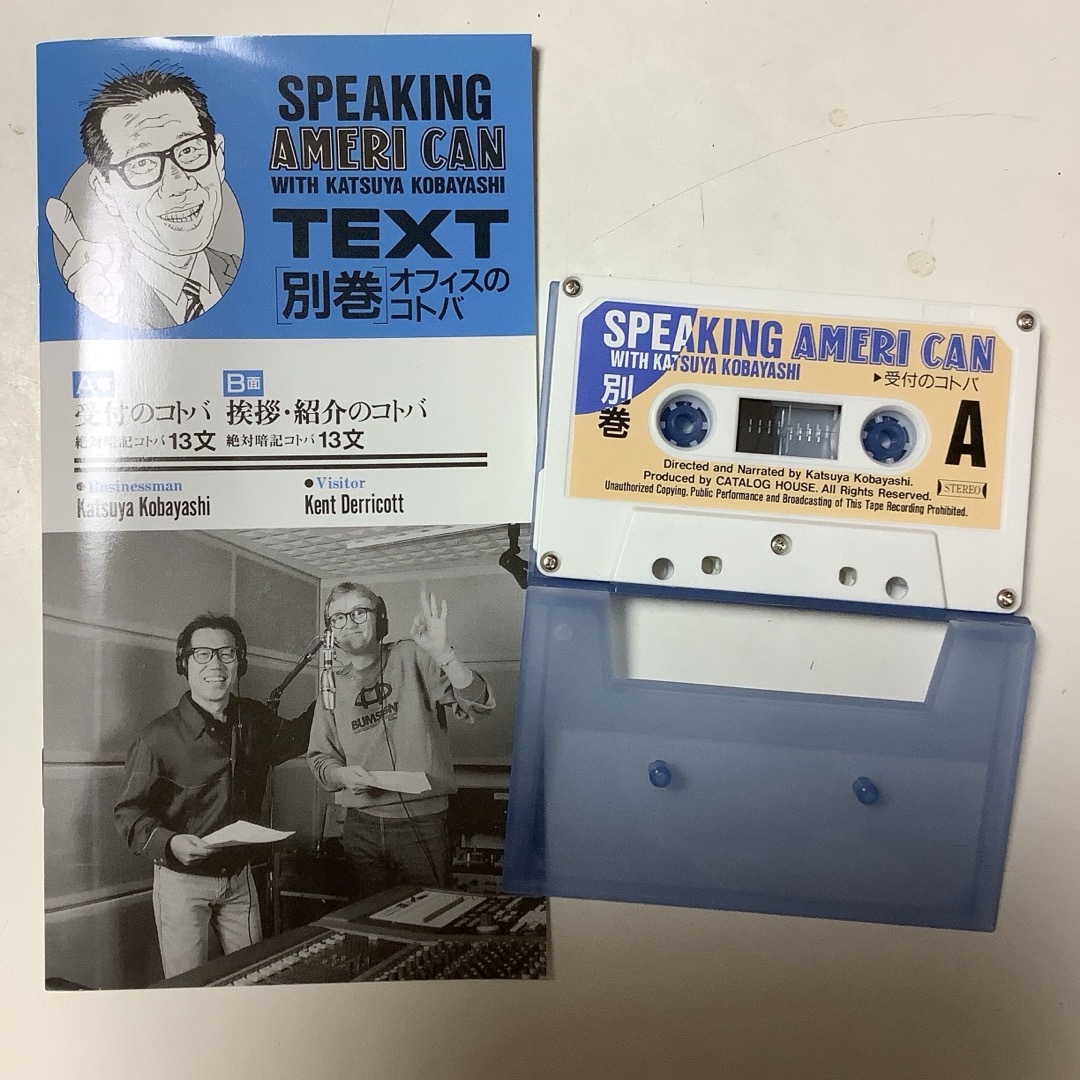 SPEAKING
AMERI CAN
WITH KATSUYA KOBAYASHI
TEXT
[別巻]オフィスの
コトバ
A面
受付のコトバ
絶対暗記コトバ13文
B面
挨拶・紹介のコトバ
絶対暗記コトバ13文
●Businessman
Katsuya Kobayashi
●Visitor
Kent Derricott
SPEAKING AMERI CAN
WITH KATSUYA KOBAYASHI
▶受付のコトバ
別巻
A
Directed and Narrated by Katsuya Kobayashi.
Produced by CATALOG HOUSE. All Rights Reserved.
STEREO
Unauthorized Copying, Public Performance and Broadcasting of This Tape Recording Prohibited.